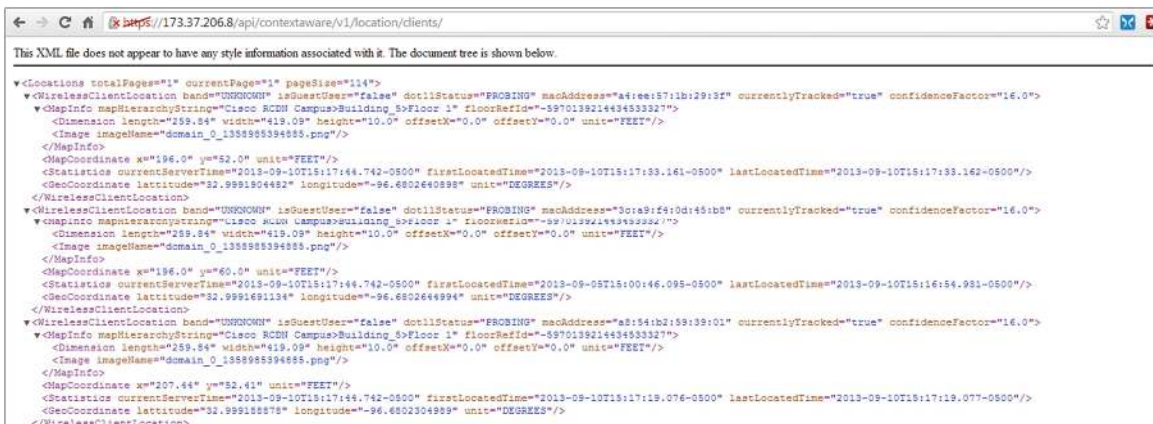 https://173.37.206.8/api/contextaware/v1/location/clients/
This XML file does not appear to have any style information associated with it. The document tree is shown below.
▼<Locations totalPages="1" currentPage="1" pageSize="114">
▼<WirelessClientLocation band="UNKNOWN" isGuestUser="false" dot11Status="PROBING" macAddress="a4:ee:57:1b:29:3f" currentlyTracked="true" confidenceFactor="16.0">
▼<MapInfo mapHierarchyString="Cisco RCDN Campus>Building_5>Floor 1" floorRefId="-5970139214434533327">
<Dimension length="259.84" width="419.09" height="10.0" offsetX="0.0" offsetY="0.0" unit="FEET"/>
<Image imageName="domain_0_1358985394885.png"/>
</MapInfo>
<MapCoordinate x="196.0" y="52.0" unit="FEET"/>
<Statistics currentServerTime="2013-09-10T15:17:44.742-0500" firstLocatedTime="2013-09-10T15:17:33.161-0500" lastLocatedTime="2013-09-10T15:17:33.162-0500"/>
<GeoCoordinate lattitude="32.9991904482" longitude="-96.6802640898" unit="DEGREES"/>
</WirelessClientLocation>
▼<WirelessClientLocation band="UNKNOWN" isGuestUser="false" dot11Status="PROBING" macAddress="3c:a9:f4:0d:45:b8" currentlyTracked="true" confidenceFactor="16.0">
▼<MapInfo mapHierarchyString="Cisco RCDN Campus>Building_5>Floor 1" floorRefId="-5970139214434533327">
<Dimension length="259.84" width="419.09" height="10.0" offsetX="0.0" offsetY="0.0" unit="FEET"/>
<Image imageName="domain_0_1358985394885.png"/>
</MapInfo>
<MapCoordinate x="196.0" y="60.0" unit="FEET"/>
<Statistics currentServerTime="2013-09-10T15:17:44.742-0500" firstLocatedTime="2013-09-05T15:00:46.095-0500" lastLocatedTime="2013-09-10T15:16:54.931-0500"/>
<GeoCoordinate lattitude="32.9991691134" longitude="-96.6802644994" unit="DEGREES"/>
</WirelessClientLocation>
▼<WirelessClientLocation band="UNKNOWN" isGuestUser="false" dot11Status="PROBING" macAddress="a8:54:b2:59:39:01" currentlyTracked="true" confidenceFactor="16.0">
▼<MapInfo mapHierarchyString="Cisco RCDN Campus>Building_5>Floor 1" floorRefId="-5970139214434533327">
<Dimension length="259.84" width="419.09" height="10.0" offsetX="0.0" offsetY="0.0" unit="FEET"/>
<Image imageName="domain_0_1358985394885.png"/>
</MapInfo>
<MapCoordinate x="207.44" y="52.41" unit="FEET"/>
<Statistics currentServerTime="2013-09-10T15:17:44.742-0500" firstLocatedTime="2013-09-10T15:17:19.076-0500" lastLocatedTime="2013-09-10T15:17:19.077-0500"/>
<GeoCoordinate lattitude="32.999188878" longitude="-96.6802304989" unit="DEGREES"/>
</WirelessClientLocation>